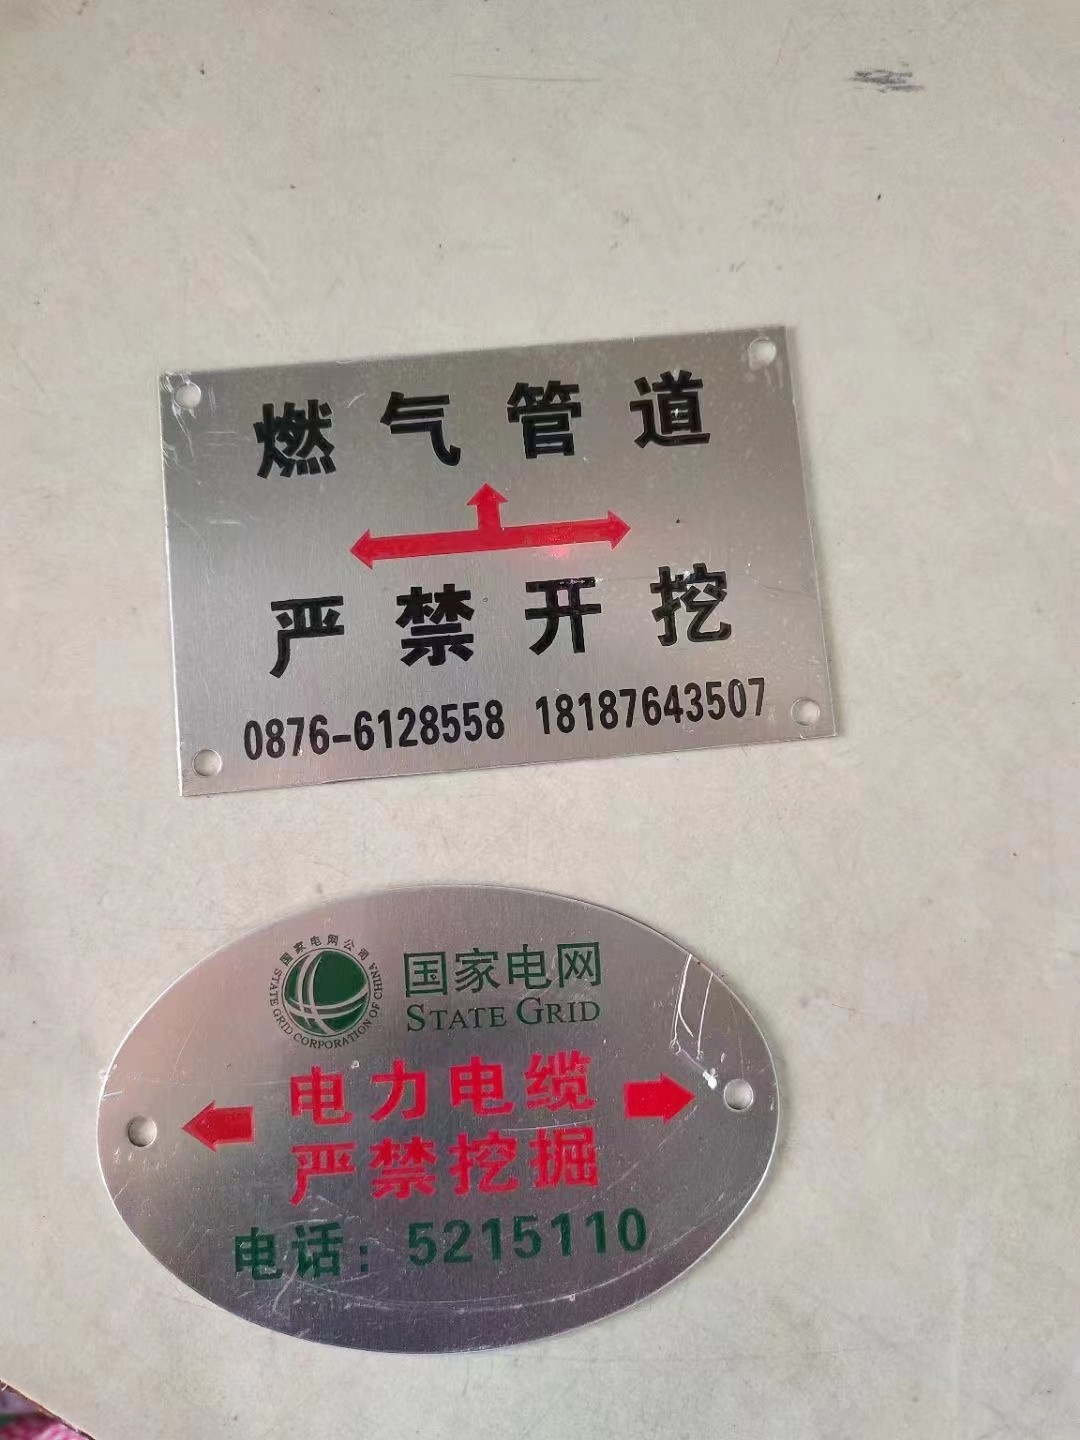 燃气管道
严禁开挖
0876-6128558 18187643507
国家电网公司
STATE GRID CORPORATION OF CHINA
国家电网
STATE GRID
电力电缆
严禁挖掘
电话：5215110